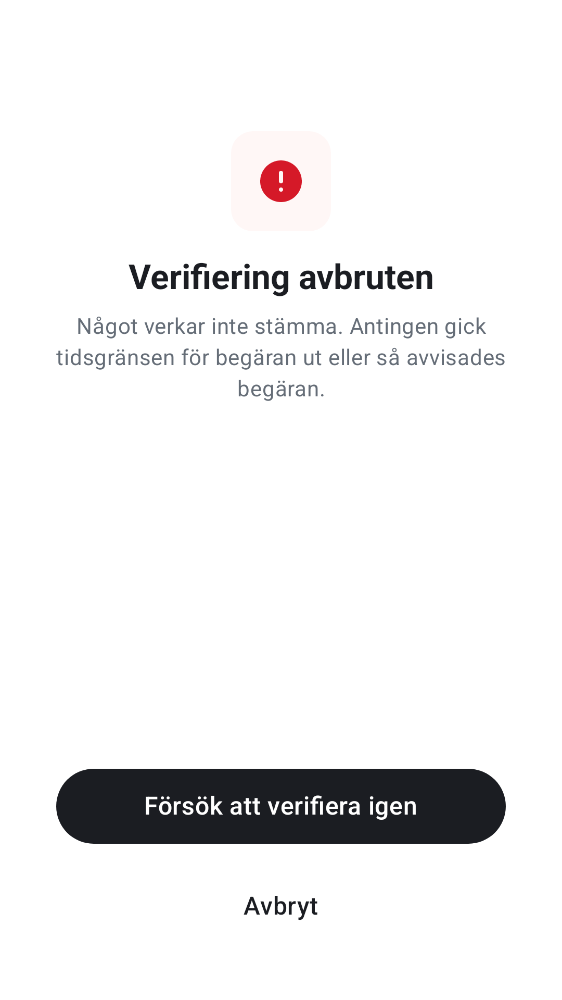 Verifiering avbruten
Något verkar inte stämma. Antingen gick
tidsgränsen för begäran ut eller så avvisades
begäran.
Försök att verifiera igen
Avbryt